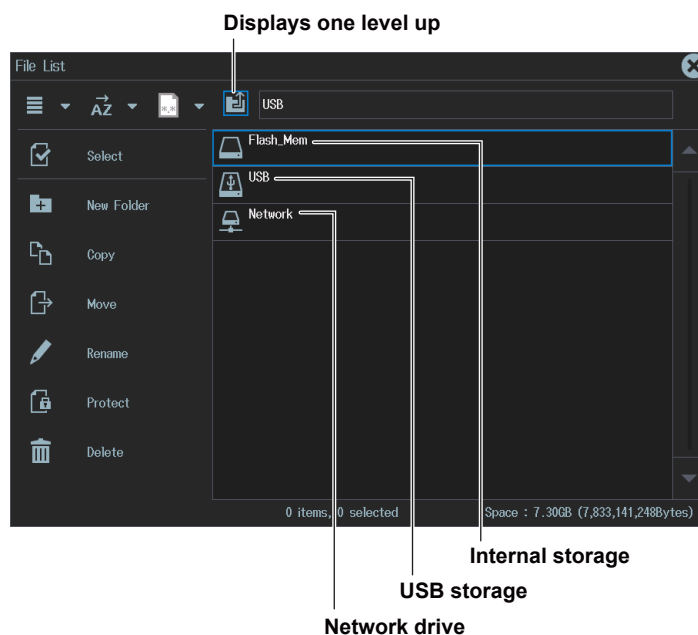 Displays one level up
File List
AZ
*.*
USB
Select
Flash_Mem
USB
New Folder
Network
Copy
Move
Rename
Protect
Delete
0 items, 0 selected
Space : 7.30GB (7,833,141,248Bytes)
Internal storage
USB storage
Network drive